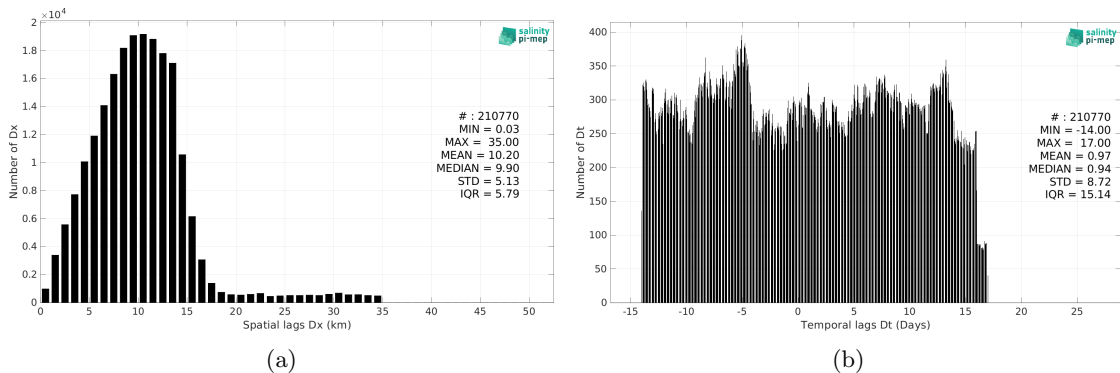 ×10⁴
2
1.8
1.6
1.4
1.2
1
0.8
0.6
0.4
0.2
0
Number of Dx
0 5 10 15 20 25 30 35 40 45 50
Spatial lags Dx (km)
salinity
pi-mep
# : 210770
MIN = 0.03
MAX = 35.00
MEAN = 10.20
MEDIAN = 9.90
STD = 5.13
IQR = 5.79
(a)
400
350
300
250
200
150
100
50
0
Number of Dt
-15 -10 -5 0 5 10 15 20 25
Temporal lags Dt (Days)
salinity
pi-mep
# : 210770
MIN = -14.00
MAX = 17.00
MEAN = 0.97
MEDIAN = 0.94
STD = 8.72
IQR = 15.14
(b)